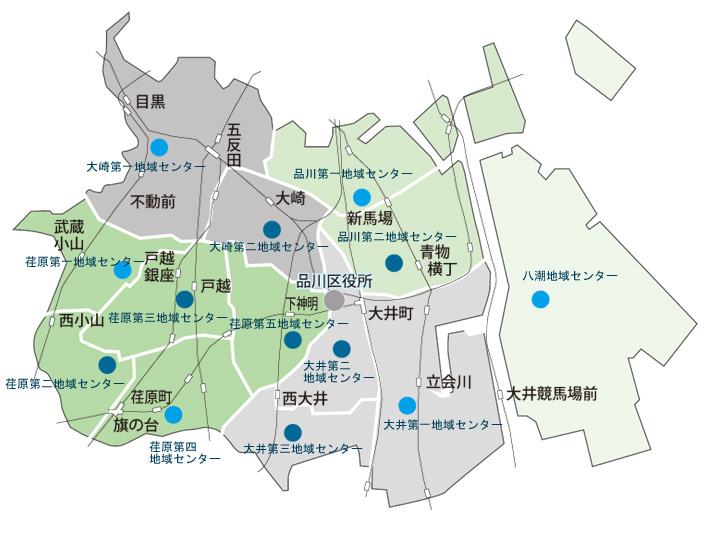 目黒
五反田
大崎第一地域センター
品川第一地域センター
不動前
大崎
新馬場
武蔵
小山
大崎第二地域センター
品川第二地域センター
青物
横丁
荏原第一地域センター
戸越
銀座
戸越
品川区役所
八潮地域センター
下神明
大井町
西小山
荏原第三地域センター
荏原第五地域センター
大井第二
地域センター
荏原第二地域センター
立会川
大井競馬場前
荏原町
西大井
旗の台
大井第一地域センター
荏原第四
地域センター
大井第三地域センター